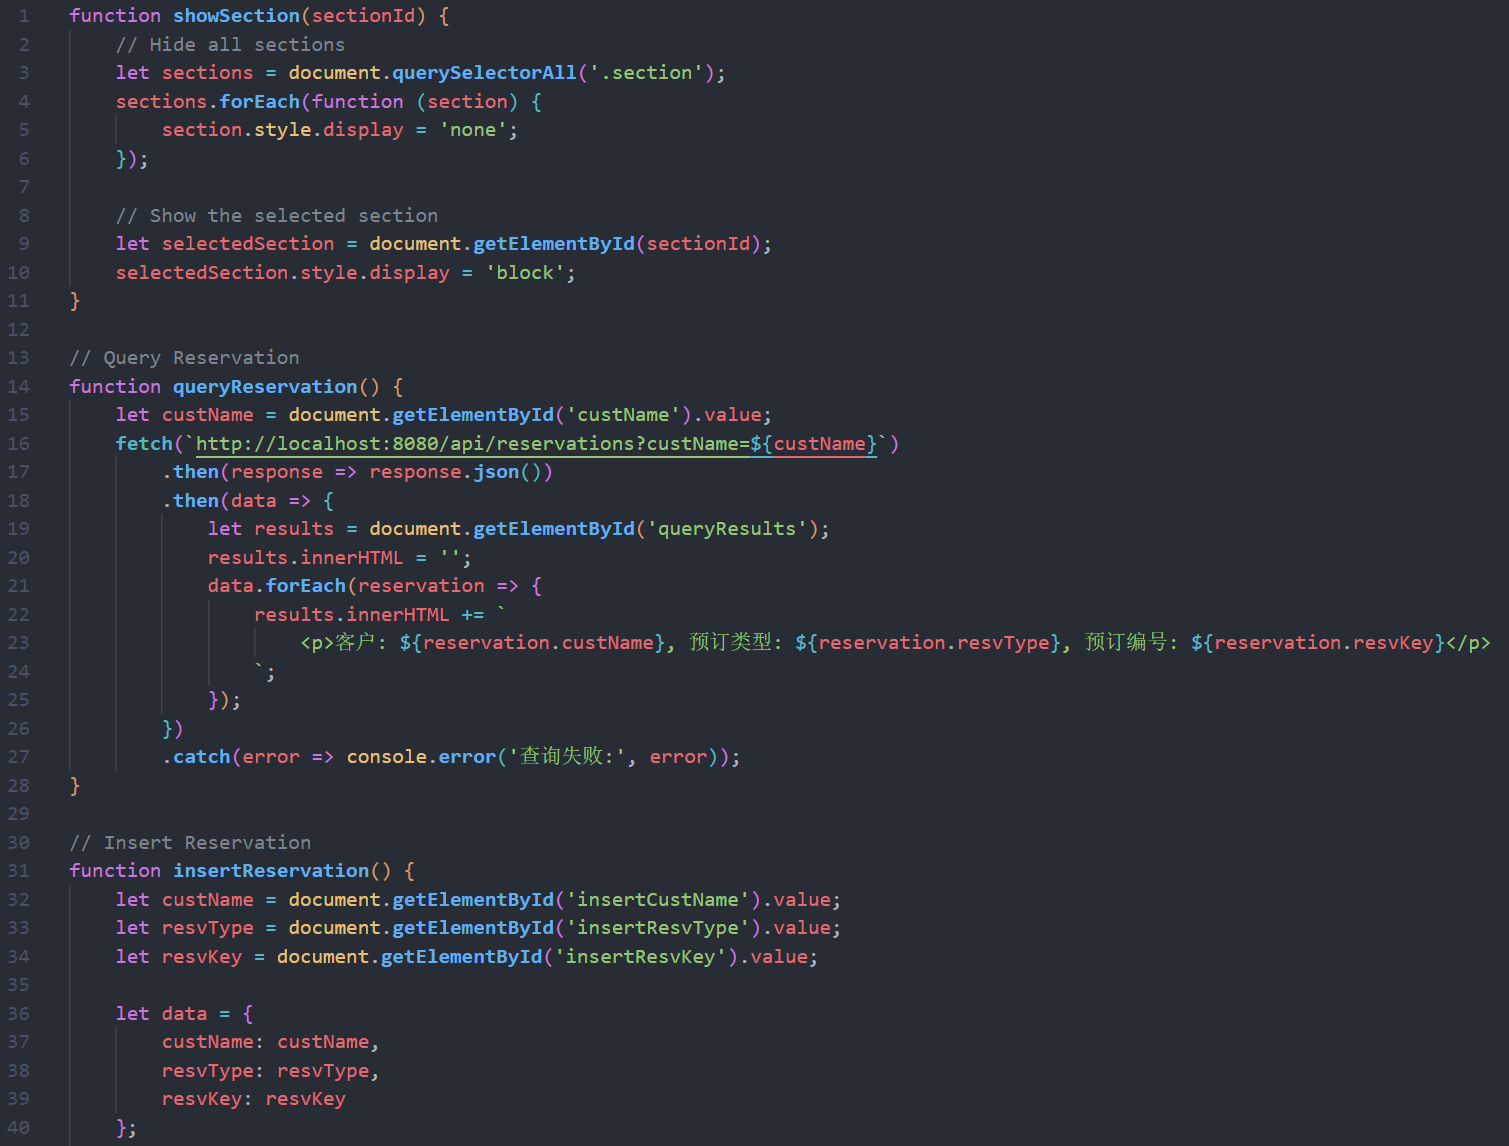 1 function showSection(sectionId) {
2 // Hide all sections
3 let sections = document.querySelectorAll('.section');
4 sections.forEach(function (section) {
5 section.style.display = 'none';
6 });
7
8 // Show the selected section
9 let selectedSection = document.getElementById(sectionId);
10 selectedSection.style.display = 'block';
11 }
12
13 // Query Reservation
14 function queryReservation() {
15 let custName = document.getElementById('custName').value;
16 fetch(`http://localhost:8080/api/reservations?custName=${custName}`)
17 .then(response => response.json())
18 .then(data => {
19 let results = document.getElementById('queryResults');
20 results.innerHTML = '';
21 data.forEach(reservation => {
22 results.innerHTML += `
23 <p>客户: ${reservation.custName}, 预订类型: ${reservation.resvType}, 预订编号: ${reservation.resvKey}</p>
24 `;
25 });
26 })
27 .catch(error => console.error('查询失败:', error));
28 }
29
30 // Insert Reservation
31 function insertReservation() {
32 let custName = document.getElementById('insertCustName').value;
33 let resvType = document.getElementById('insertResvType').value;
34 let resvKey = document.getElementById('insertResvKey').value;
35
36 let data = {
37 custName: custName,
38 resvType: resvType,
39 resvKey: resvKey
40 };